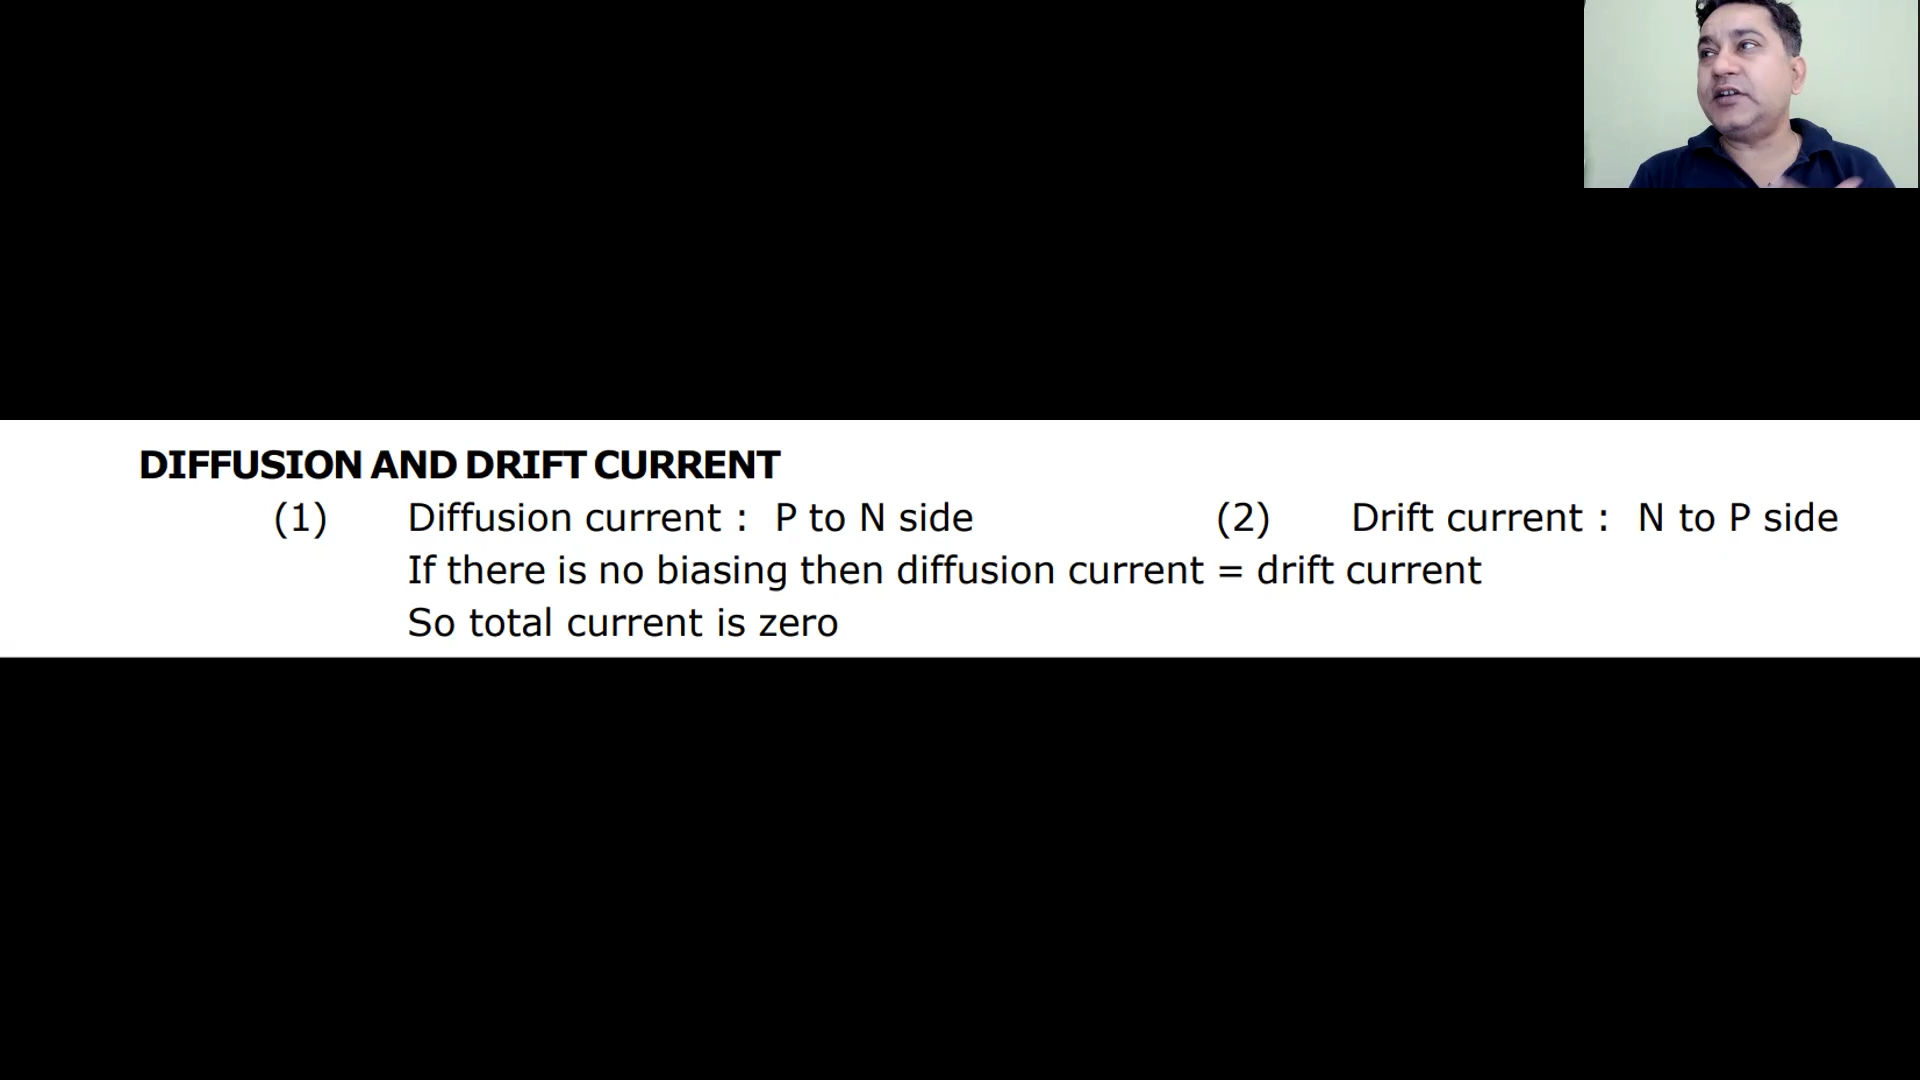 DIFFUSION AND DRIFT CURRENT
(1) Diffusion current : P to N side (2) Drift current : N to P side
If there is no biasing then diffusion current = drift current
So total current is zero